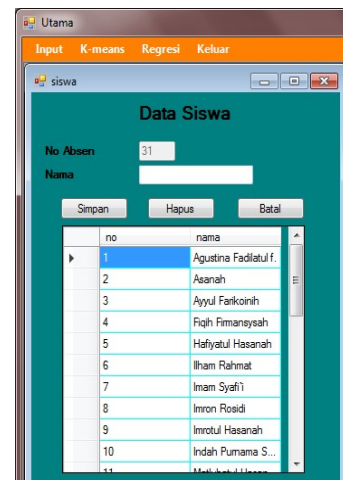 Utama
Input K-means Regresi Keluar
siswa
Data Siswa
No Absen 31
Nama
Simpan Hapus Batal
no nama
1 Agustina Fadilatul f.
2 Asanah
3 Ayyul Farikoinih
4 Fiqih Firmansysah
5 Hafiyatul Hasanah
6 Ilham Rahmat
7 Imam Syafi'i
8 Imron Rosidi
9 Imrotul Hasanah
10 Indah Purnama S...
11